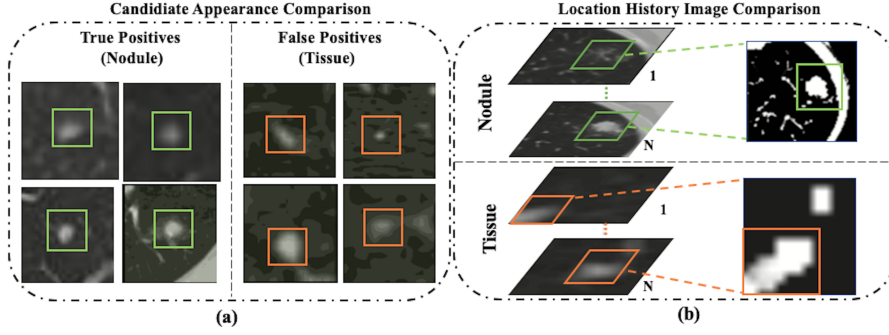 Candidiate Appearance Comparison
True Positives
(Nodule)
False Positives
(Tissue)
(a)
Location History Image Comparison
Nodule
1
N
Tissue
1
N
(b)